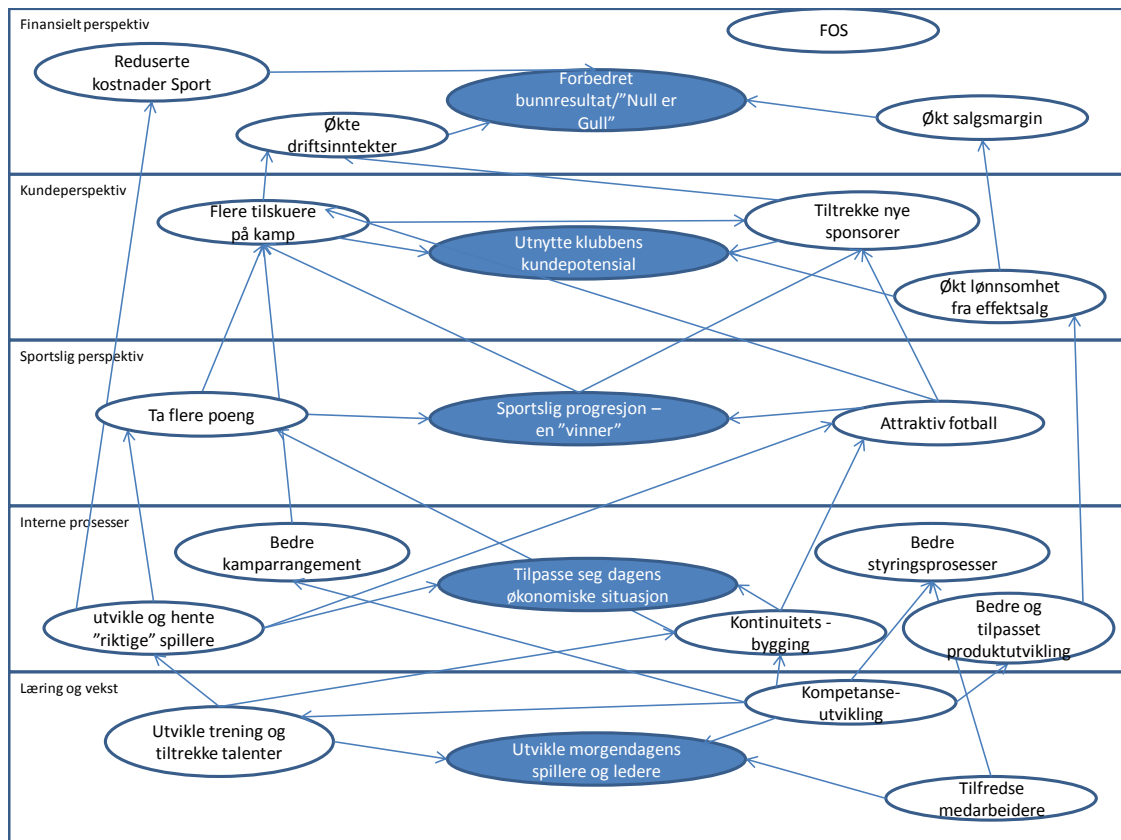 Finansielt perspektiv
FOS
Reduserte
kostnader Sport
Forbedret
bunnresultat/”Null er
Gull”
Økt salgsmargin
Økte
driftsinntekter
Kundeperspektiv
Flere tilskuere
på kamp
Tiltrekke nye
sponsorer
Utnytte klubbens
kundepotensial
Økt lønnsomhet
fra effektsalg
Sportslig perspektiv
Ta flere poeng
Sportslig progresjon –
en ”vinner”
Attraktiv fotball
Interne prosesser
Bedre
kamparrangement
Bedre
styringsprosesser
Tilpasse seg dagens
økonomiske situasjon
utvikle og hente
”riktige” spillere
Kontinuitets -
bygging
Bedre og
tilpasset
produktutvikling
Læring og vekst
Kompetanse-
utvikling
Utvikle trening og
tiltrekke talenter
Utvikle morgendagens
spillere og ledere
Tilfredse
medarbeidere